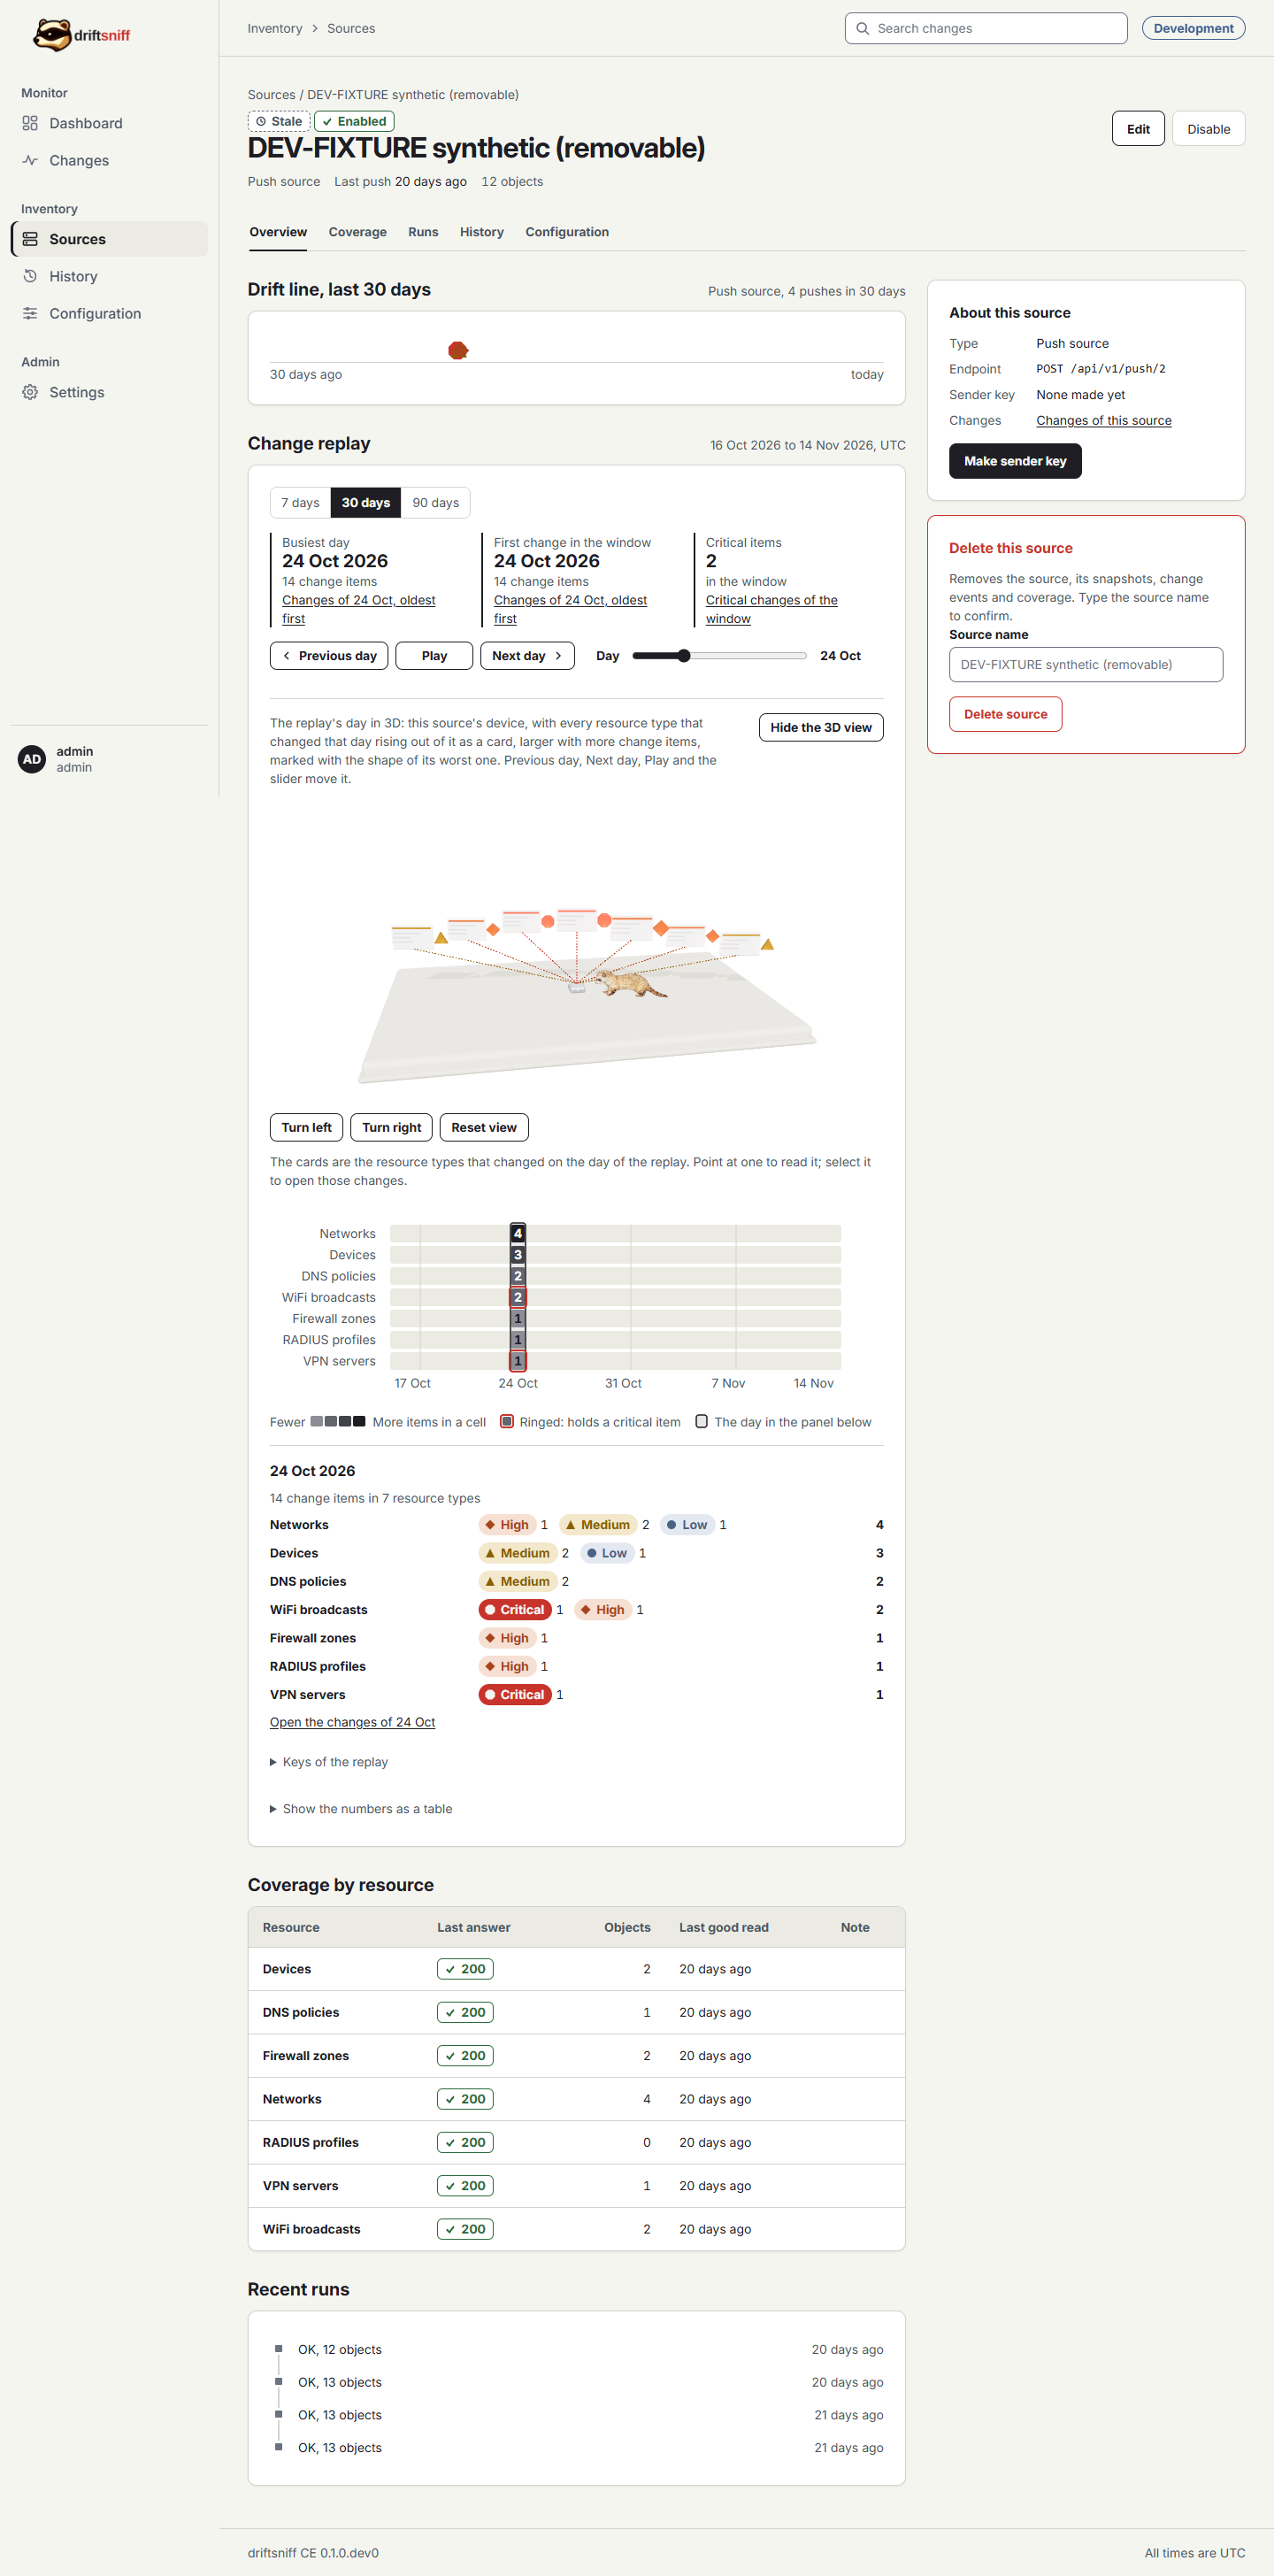 driftsniff
Inventory > Sources
Search changes
Development
Monitor
Dashboard
Changes
Inventory
Sources
History
Configuration
Admin
Settings
AD
admin
admin
Sources / DEV-FIXTURE synthetic (removable)
Stale
Enabled
DEV-FIXTURE synthetic (removable)
Push source Last push 20 days ago 12 objects
Edit
Disable
Overview Coverage Runs History Configuration
Drift line, last 30 days
Push source, 4 pushes in 30 days
30 days ago
today
Change replay
16 Oct 2026 to 14 Nov 2026, UTC
7 days 30 days 90 days
Busiest day
24 Oct 2026
14 change items
Changes of 24 Oct, oldest
first
First change in the window
24 Oct 2026
14 change items
Changes of 24 Oct, oldest
first
Critical items
2
in the window
Critical changes of the
window
Previous day
Play
Next day
Day
24 Oct
The replay's day in 3D: this source's device, with every resource type that
changed that day rising out of it as a card, larger with more change items,
marked with the shape of its worst one. Previous day, Next day, Play and the
slider move it.
Hide the 3D view
Turn left
Turn right
Reset view
The cards are the resource types that changed on the day of the replay. Point at one to read it; select it
to open those changes.
Networks 4
Devices 3
DNS policies 2
WiFi broadcasts 2
Firewall zones 1
RADIUS profiles 1
VPN servers 1
17 Oct 24 Oct 31 Oct 7 Nov 14 Nov
Fewer More items in a cell Ringed: holds a critical item The day in the panel below
24 Oct 2026
14 change items in 7 resource types
Networks High 1 Medium 2 Low 1 4
Devices Medium 2 Low 1 3
DNS policies Medium 2 2
WiFi broadcasts Critical 1 High 1 2
Firewall zones High 1 1
RADIUS profiles High 1 1
VPN servers Critical 1 1
Open the changes of 24 Oct
Keys of the replay
Show the numbers as a table
Coverage by resource
Resource Last answer Objects Last good read Note
Devices 200 2 20 days ago
DNS policies 200 1 20 days ago
Firewall zones 200 2 20 days ago
Networks 200 4 20 days ago
RADIUS profiles 200 0 20 days ago
VPN servers 200 1 20 days ago
WiFi broadcasts 200 2 20 days ago
Recent runs
OK, 12 objects 20 days ago
OK, 13 objects 20 days ago
OK, 13 objects 21 days ago
OK, 13 objects 21 days ago
About this source
Type Push source
Endpoint POST /api/v1/push/2
Sender key None made yet
Changes Changes of this source
Make sender key
Delete this source
Removes the source, its snapshots, change
events and coverage. Type the source name
to confirm.
Source name
DEV-FIXTURE synthetic (removable)
Delete source
driftsniff CE 0.1.0.dev0
All times are UTC